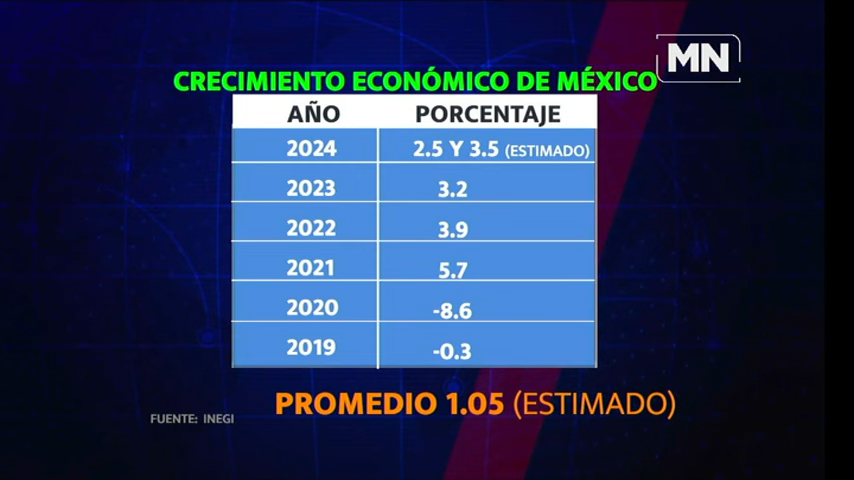 MN
CRECIMIENTO ECONÓMICO DE MÉXICO
AÑO PORCENTAJE
2024 2.5 Y 3.5 (ESTIMADO)
2023 3.2
2022 3.9
2021 5.7
2020 -8.6
2019 -0.3
PROMEDIO 1.05 (ESTIMADO)
FUENTE: INEGI